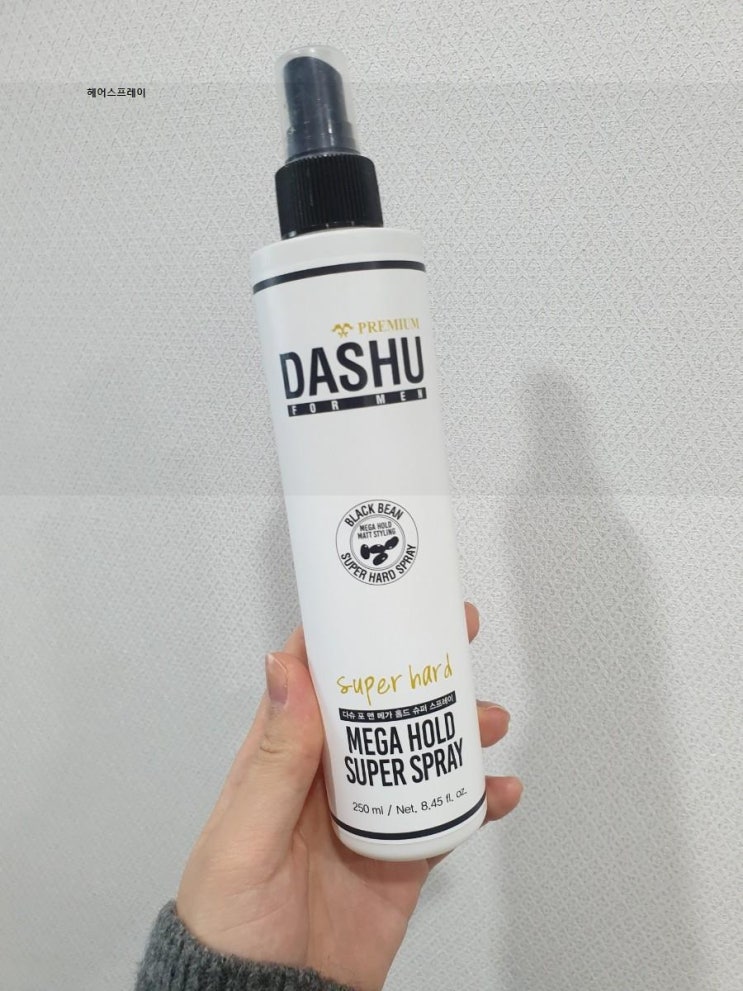 헤어스프레이
PREMIUM
DASHU
FOR MEN
BLACK BEAN
MEGA HOLD
MATT STYLING
SUPER HARD SPRAY
super hard
다슈 포 맨 메가 홀드 슈퍼 스프레이
MEGA HOLD
SUPER SPRAY
250 ml / Net. 8.45 fl. oz.